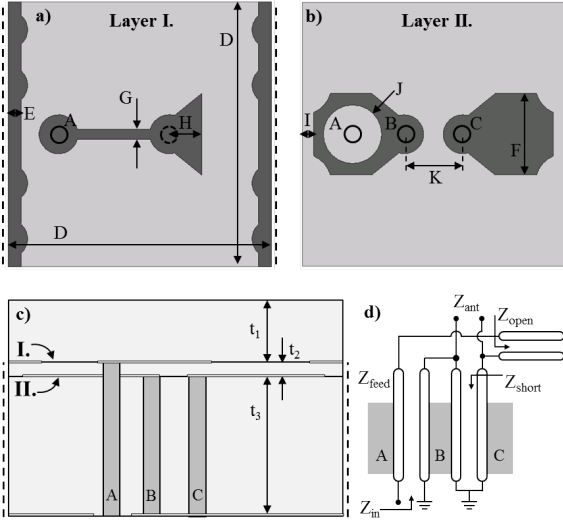 a)
Layer I.
D
E
A
G
H
D
b)
Layer II.
J
I
A
B
C
F
K
c)
t1
I.
t2
II.
t3
A
B
C
d)
Zant
Zopen
Zfeed
Zshort
A
B
C
Zin